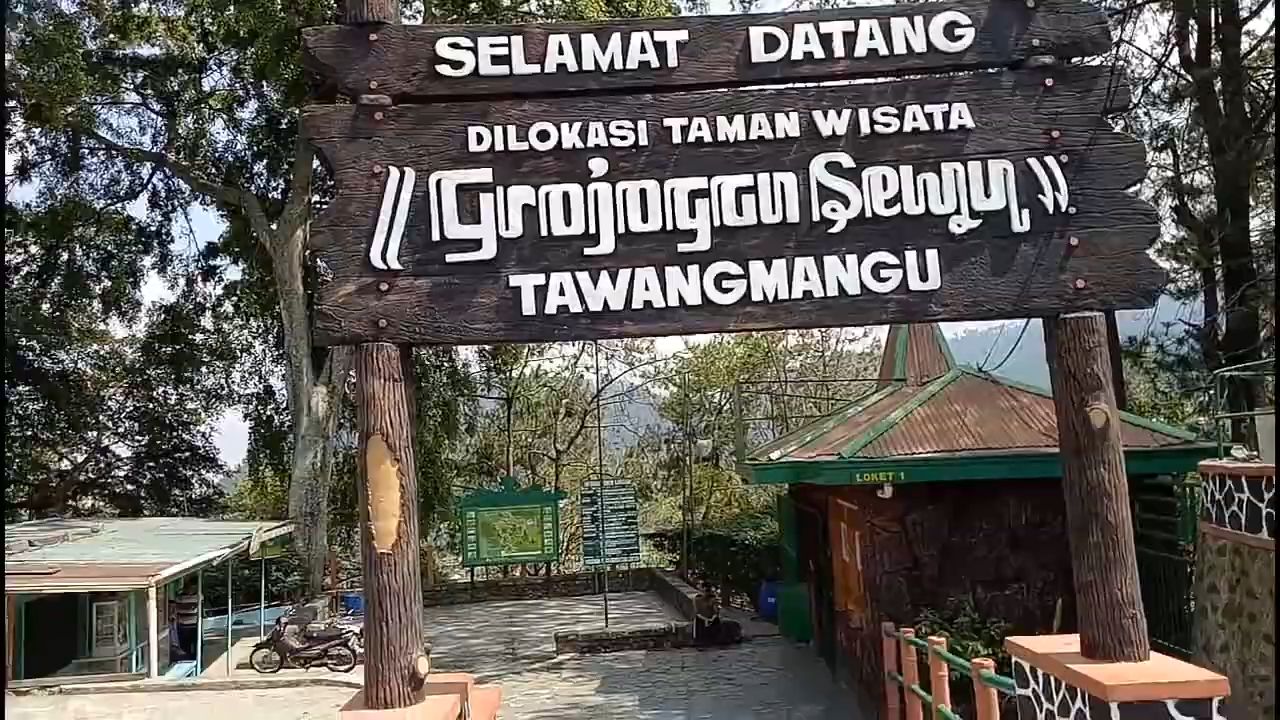 SELAMAT DATANG
DILOKASI TAMAN WISATA
Grojogan Sewu
TAWANGMANGU
LOKET 1